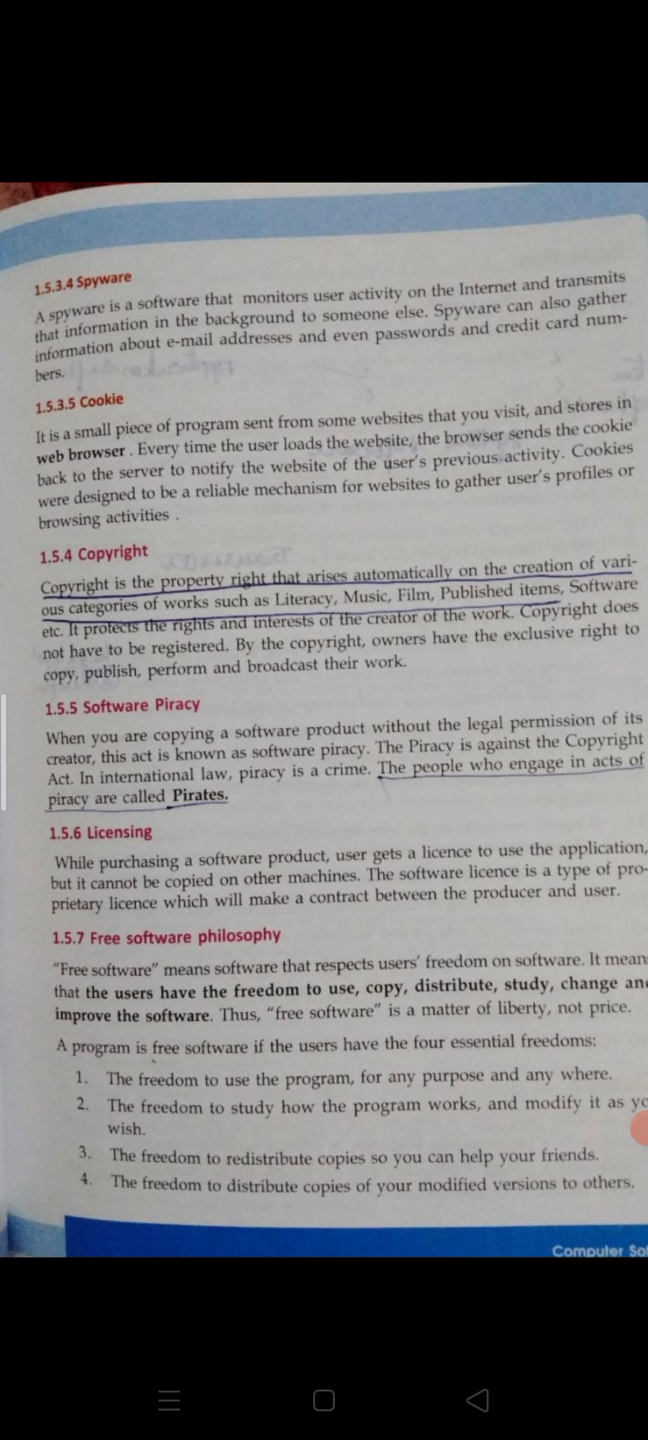 1.5.3.4 Spyware
A spyware is a software that monitors user activity on the Internet and transmits
that information in the background to someone else. Spyware can also gather
information about e-mail addresses and even passwords and credit card num-
bers.
1.5.3.5 Cookie
It is a small piece of program sent from some websites that you visit, and stores in
web browser . Every time the user loads the website, the browser sends the cookie
back to the server to notify the website of the user's previous activity. Cookies
were designed to be a reliable mechanism for websites to gather user's profiles or
browsing activities .
1.5.4 Copyright
Copyright is the property right that arises automatically on the creation of vari-
ous categories of works such as Literacy, Music, Film, Published items, Software
etc. It protects the rights and interests of the creator of the work. Copyright does
not have to be registered. By the copyright, owners have the exclusive right to
copy, publish, perform and broadcast their work.
1.5.5 Software Piracy
When you are copying a software product without the legal permission of its
creator, this act is known as software piracy. The Piracy is against the Copyright
Act. In international law, piracy is a crime. The people who engage in acts of
piracy are called Pirates.
1.5.6 Licensing
While purchasing a software product, user gets a licence to use the application,
but it cannot be copied on other machines. The software licence is a type of pro-
prietary licence which will make a contract between the producer and user.
1.5.7 Free software philosophy
"Free software" means software that respects users' freedom on software. It mean
that the users have the freedom to use, copy, distribute, study, change and
improve the software. Thus, "free software" is a matter of liberty, not price.
A program is free software if the users have the four essential freedoms:
1. The freedom to use the program, for any purpose and any where.
2. The freedom to study how the program works, and modify it as yo
wish.
3. The freedom to redistribute copies so you can help your friends.
4. The freedom to distribute copies of your modified versions to others.
Computer So